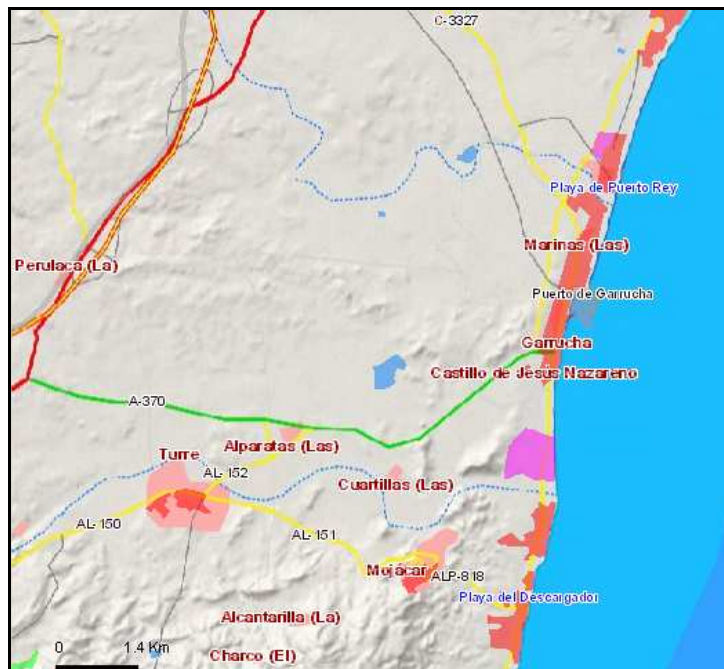 C-3327
Playa de Puerto Rey
Marinas (Las)
Perulaca (La)
Puerto de Garrucha
Garrucha
Castillo de Jesús Nazareno
A-370
Alparatas (Las)
Turre
AL-152
Cuartillas (Las)
AL-150
AL-151
Mojácar
ALP-818
Playa del Descargador
Alcantarilla (La)
Charco (El)
0 1.4 Km